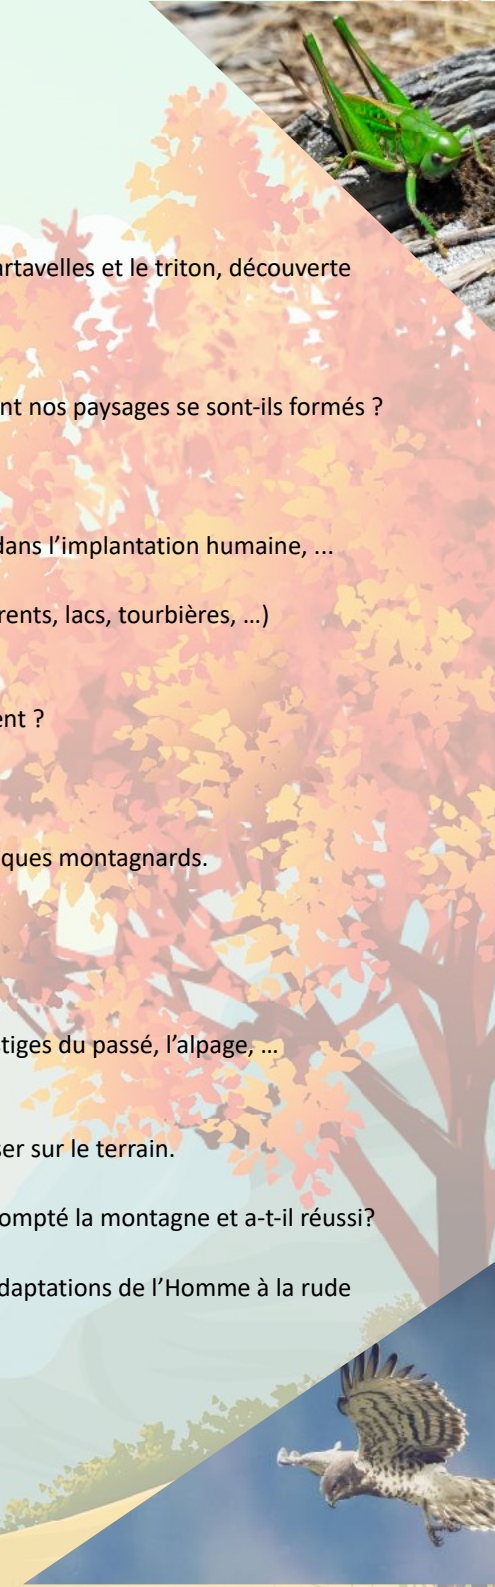 artavelles et le triton, découverte
nt nos paysages se sont-ils formés ?
dans l’implantation humaine, ...
rents, lacs, tourbières, …)
ent ?
ques montagnards.
tiges du passé, l’alpage, …
ser sur le terrain.
ompté la montagne et a-t-il réussi?
daptations de l’Homme à la rude